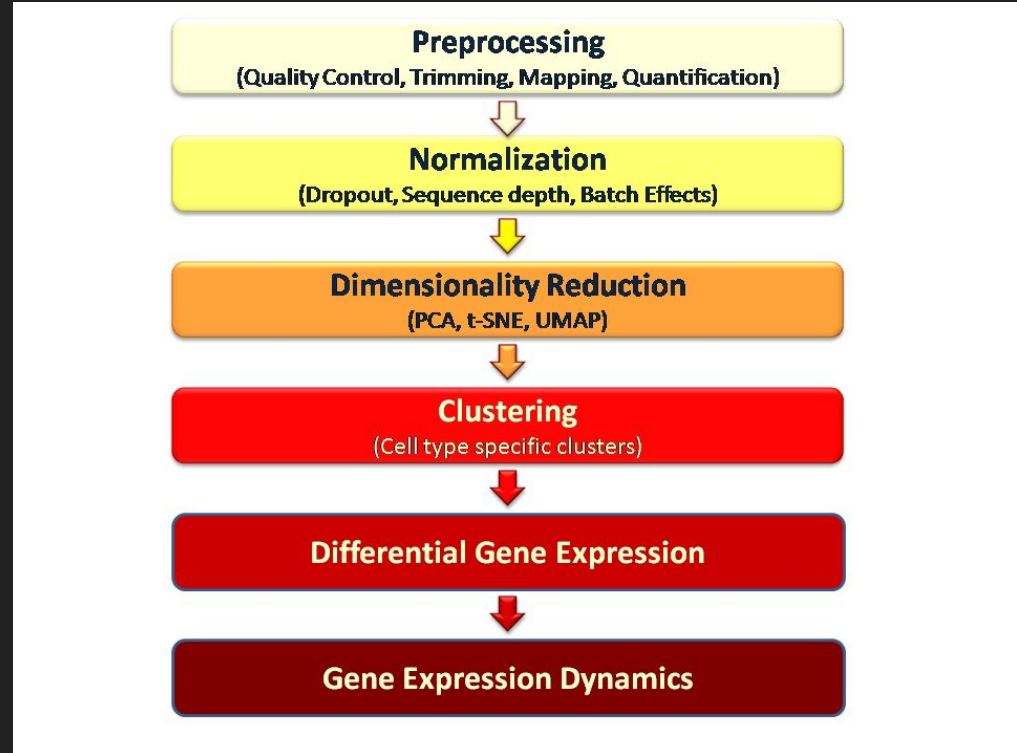 Preprocessing
(Quality Control, Trimming, Mapping, Quantification)
Normalization
(Dropout, Sequence depth, Batch Effects)
Dimensionality Reduction
(PCA, t-SNE, UMAP)
Clustering
(Cell type specific clusters)
Differential Gene Expression
Gene Expression Dynamics